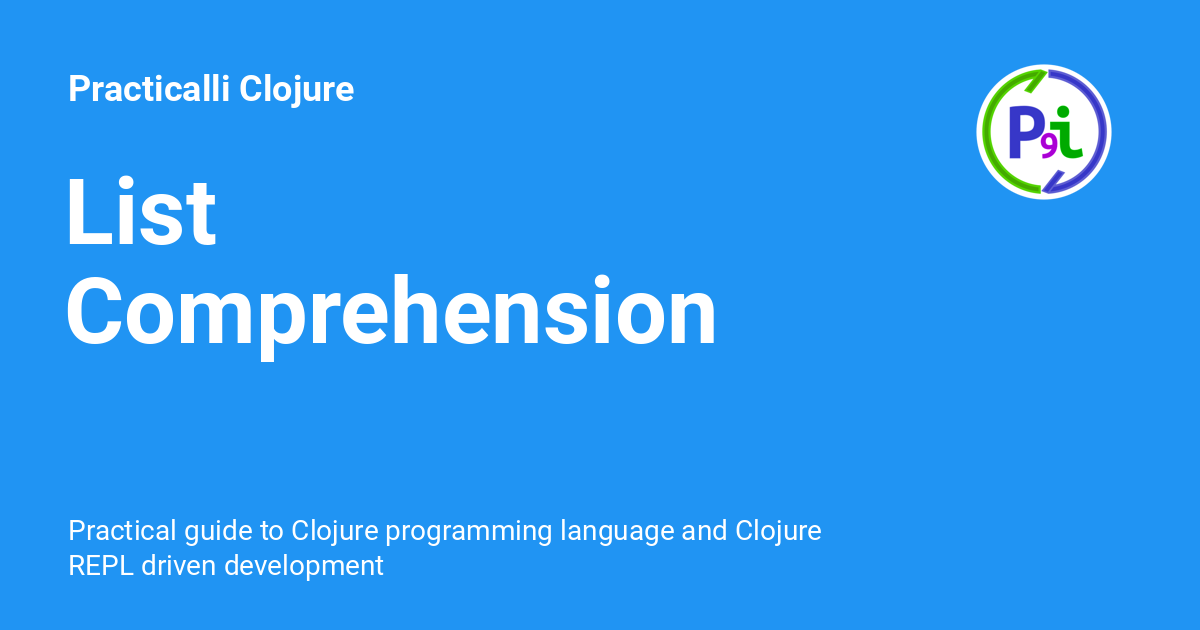 Practicalli Clojure
P9i
List
Comprehension
Practical guide to Clojure programming language and Clojure
REPL driven development